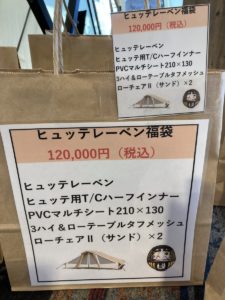 ヒュッテレーベン福袋
120,000円（税込）
ヒュッテレーベン
ヒュッテ用T/Cハーフインナー
PVCマルチシート210×130
3ハイ＆ローテーブルタフメッシュ
ローチェアⅡ（サンド）×2
ヒュッテレーベン福袋
120,000円（税込）
ヒュッテレーベン
ヒュッテ用T/Cハーフインナー
PVCマルチシート210×130
3ハイ＆ローテーブルタフメッシュ
ローチェアⅡ（サンド）×2